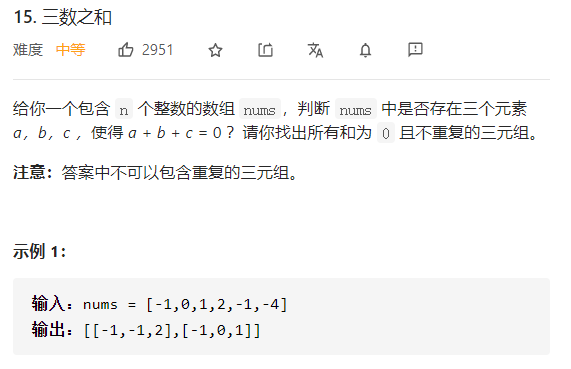 15. 三数之和
难度 中等 2951
给你一个包含 n 个整数的数组 nums，判断 nums 中是否存在三个元素
a，b，c ，使得 a + b + c = 0 ？请你找出所有和为 0 且不重复的三元组。
注意：答案中不可以包含重复的三元组。
示例 1：
输入：nums = [-1,0,1,2,-1,-4]
输出：[[-1,-1,2],[-1,0,1]]